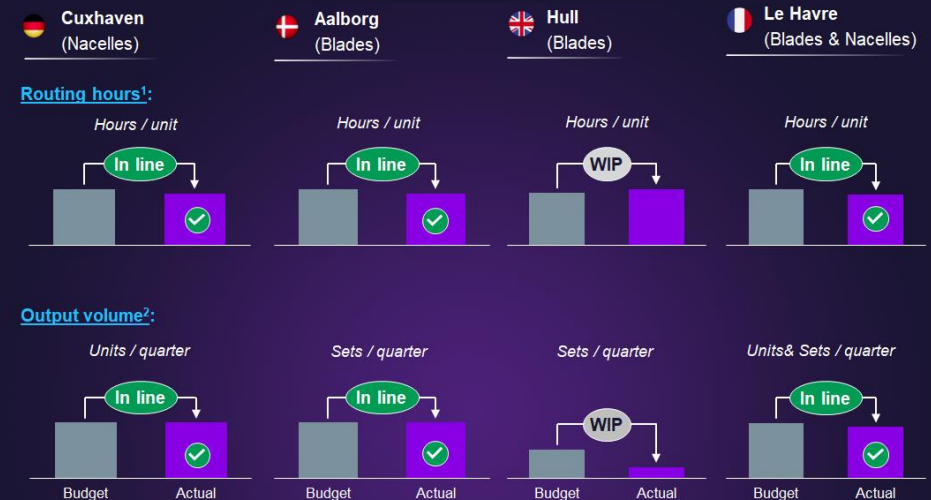 Cuxhaven
(Nacelles)
Aalborg
(Blades)
Hull
(Blades)
Le Havre
(Blades & Nacelles)
Routing hours¹:
Hours / unit
Hours / unit
Hours / unit
Hours / unit
In line
In line
WIP
In line
Output volume²:
Units / quarter
Sets / quarter
Sets / quarter
Units& Sets / quarter
In line
In line
WIP
In line
Budget
Actual
Budget
Actual
Budget
Actual
Budget
Actual